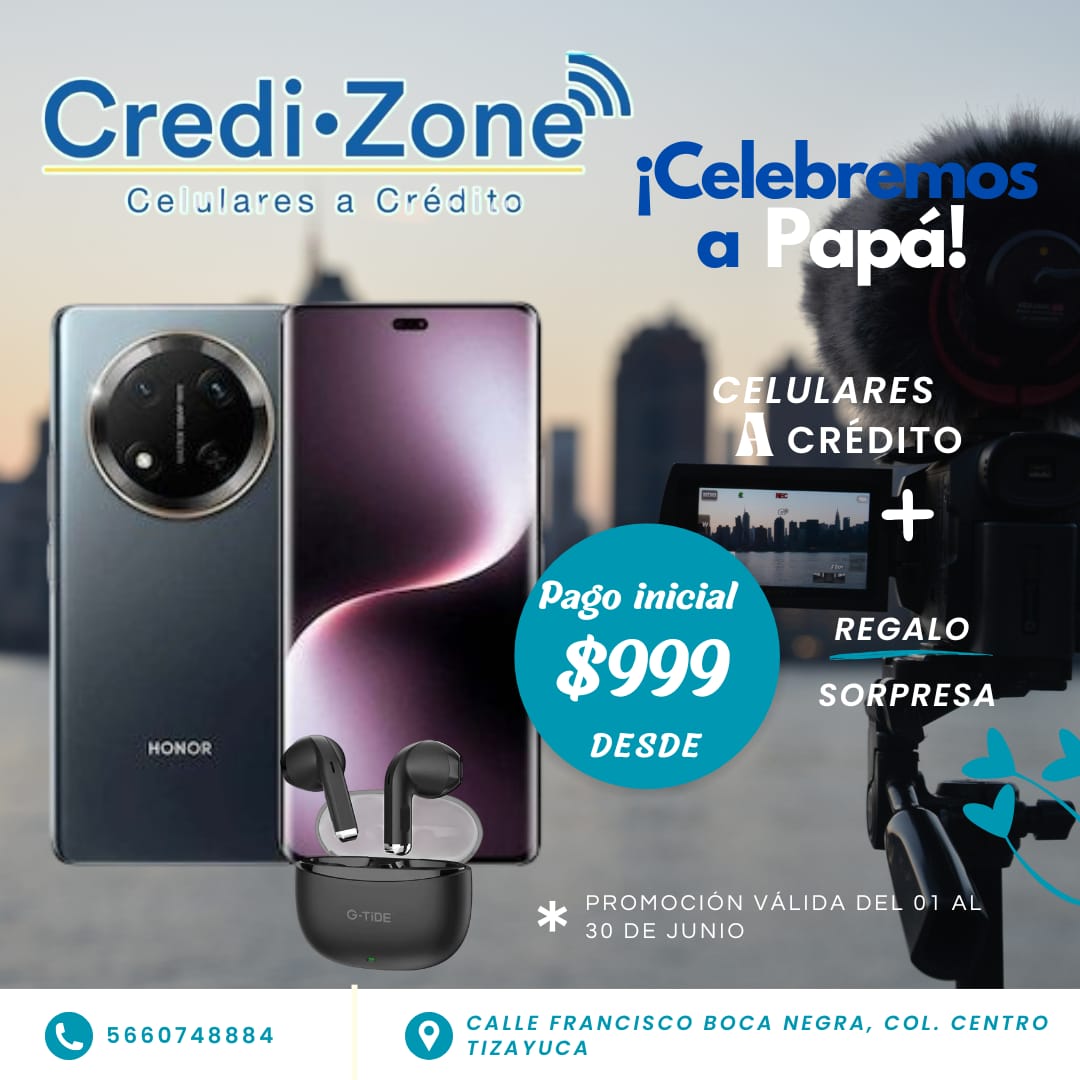 Credi•Zone
Celulares a Crédito
¡Celebremos
a Papá!
CELULARES
A CRÉDITO
+
REGALO
SORPRESA
Pago inicial
$999
DESDE
HONOR
G-TiDE
REC
* PROMOCIÓN VÁLIDA DEL 01 AL
30 DE JUNIO
5660748884
CALLE FRANCISCO BOCA NEGRA, COL. CENTRO
TIZAYUCA